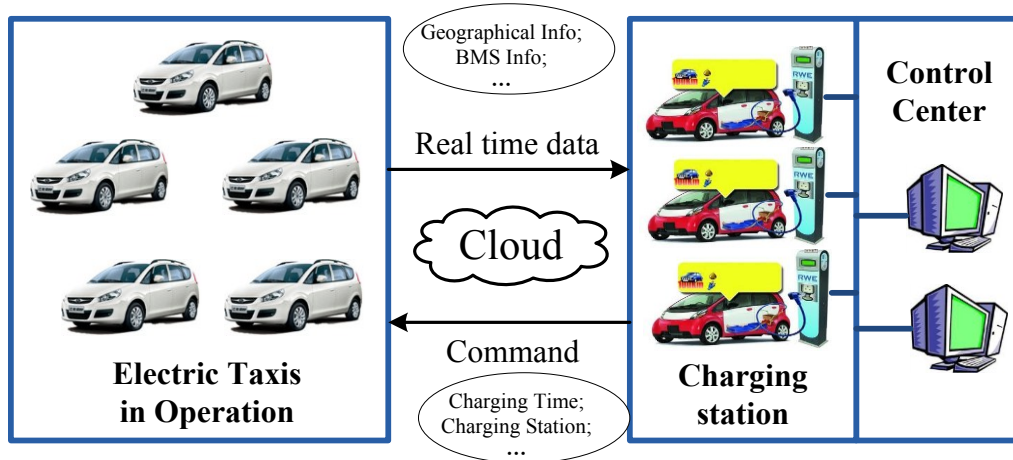 Geographical Info;
BMS Info;
...
Real time data
Cloud
Command
Charging Time;
Charging Station;
...
Electric Taxis
in Operation
RWE
RWE
RWE
Charging
station
Control
Center